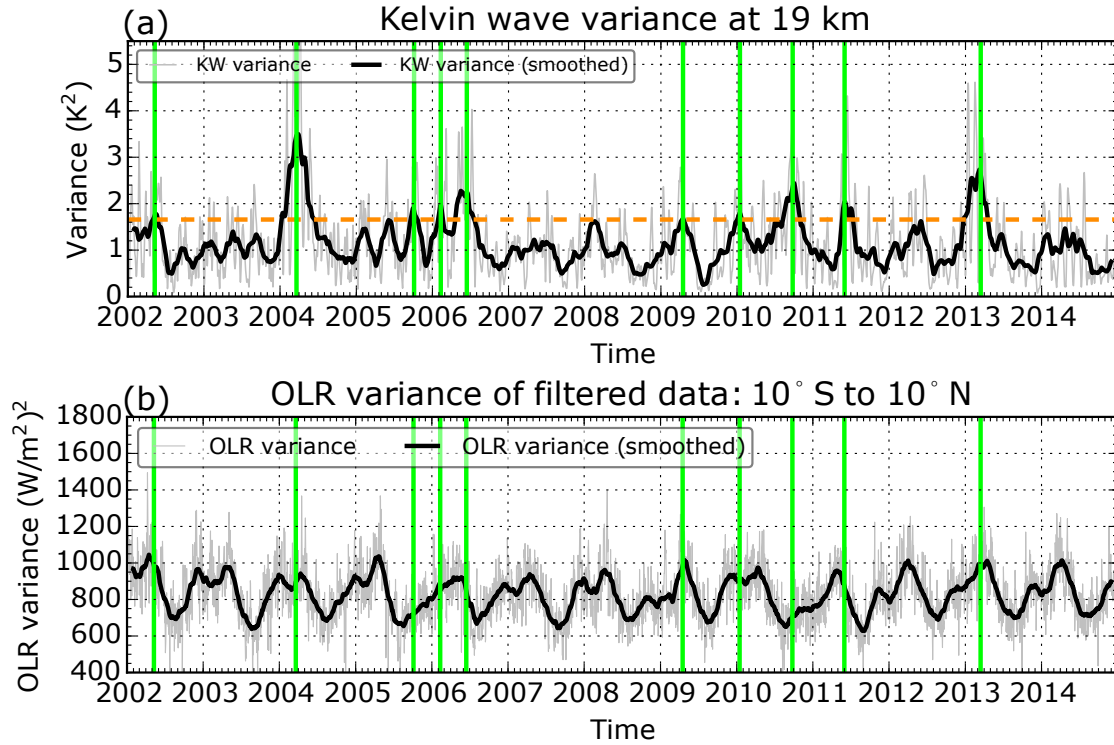 (a) Kelvin wave variance at 19 km
KW variance KW variance (smoothed)
Variance (K²)
5
4
3
2
1
0
2002 2003 2004 2005 2006 2007 2008 2009 2010 2011 2012 2013 2014
Time
(b) OLR variance of filtered data: 10° S to 10° N
OLR variance OLR variance (smoothed)
OLR variance (W/m²)²
1800
1600
1400
1200
1000
800
600
400
2002 2003 2004 2005 2006 2007 2008 2009 2010 2011 2012 2013 2014
Time